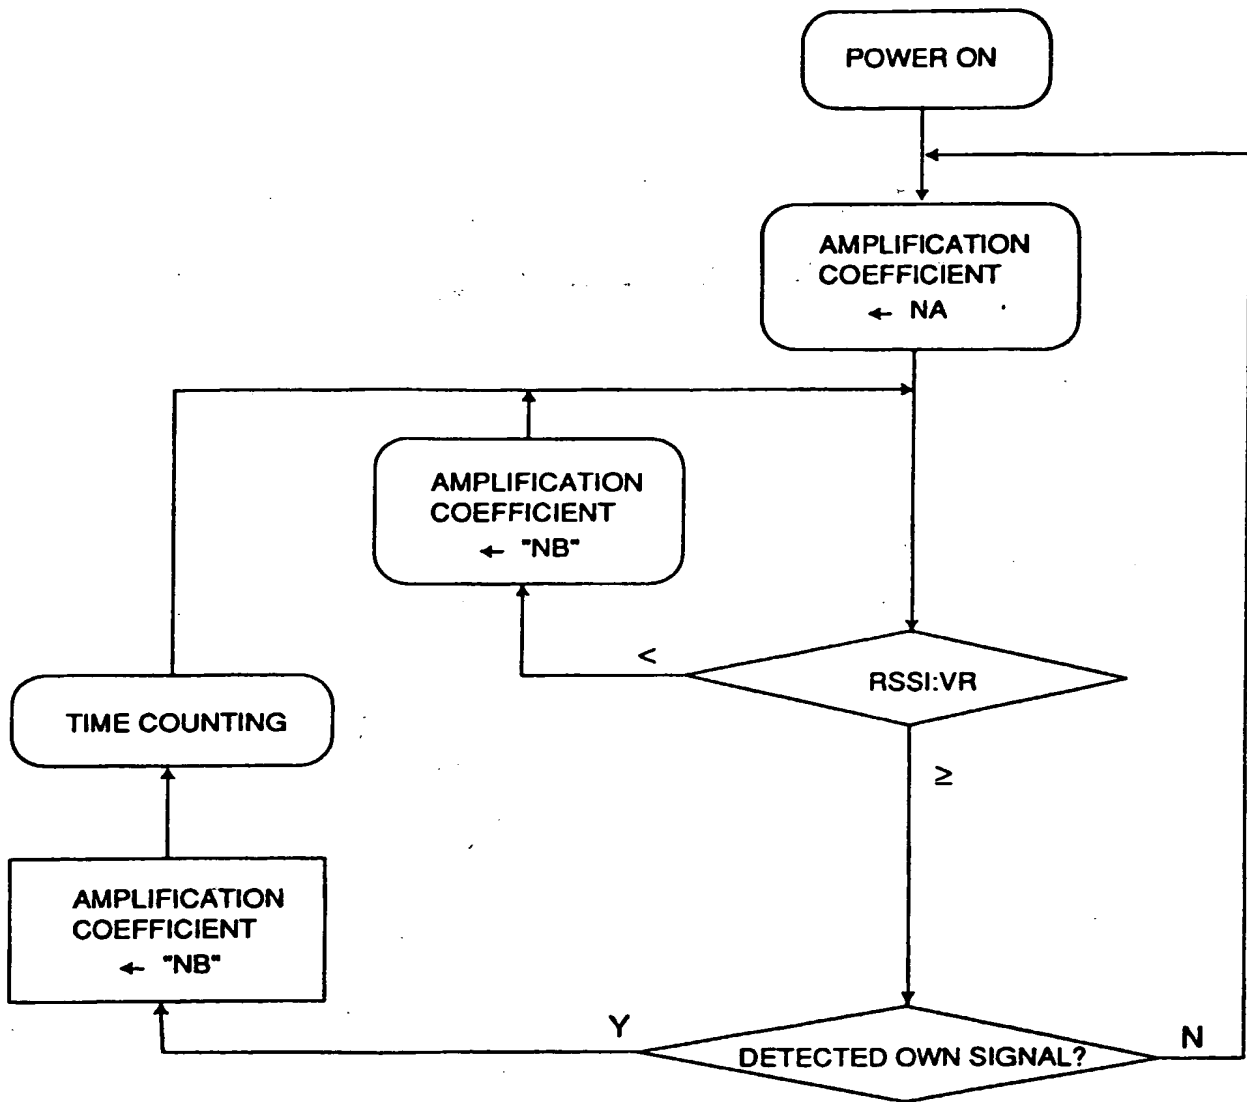 POWER ON
AMPLIFICATION
COEFFICIENT
← NA
AMPLIFICATION
COEFFICIENT
← "NB"
<
RSSI:VR
TIME COUNTING
≥
AMPLIFICATION
COEFFICIENT
← "NB"
Y
DETECTED OWN SIGNAL?
N